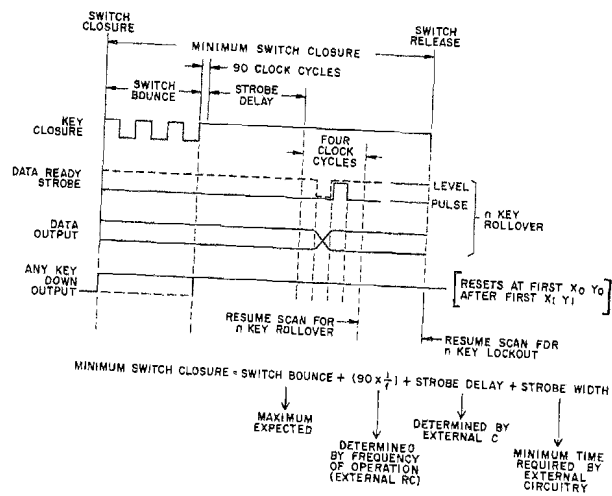 SWITCH
CLOSURE
SWITCH
RELEASE
MINIMUM SWITCH CLOSURE
90 CLOCK CYCLES
SWITCH
BOUNCE
STROBE
DELAY
KEY
CLOSURE
FOUR
CLOCK
CYCLES
DATA READY
STROBE
LEVEL
PULSE
n KEY
ROLLOVER
DATA
OUTPUT
ANY KEY
DOWN
OUTPUT
[RESETS AT FIRST X0 Y0
AFTER FIRST X1 Y1]
RESUME SCAN FOR
n KEY ROLLOVER
RESUME SCAN FOR
n KEY LOCKOUT
MINIMUM SWITCH CLOSURE = SWITCH BOUNCE + (90 x 1/f) + STROBE DELAY + STROBE WIDTH
MAXIMUM
EXPECTED
DETERMINED
BY FREQUENCY
OF OPERATION
(EXTERNAL RC)
DETERMINED BY
EXTERNAL C
MINIMUM TIME
REQUIRED BY
EXTERNAL
CIRCUITRY